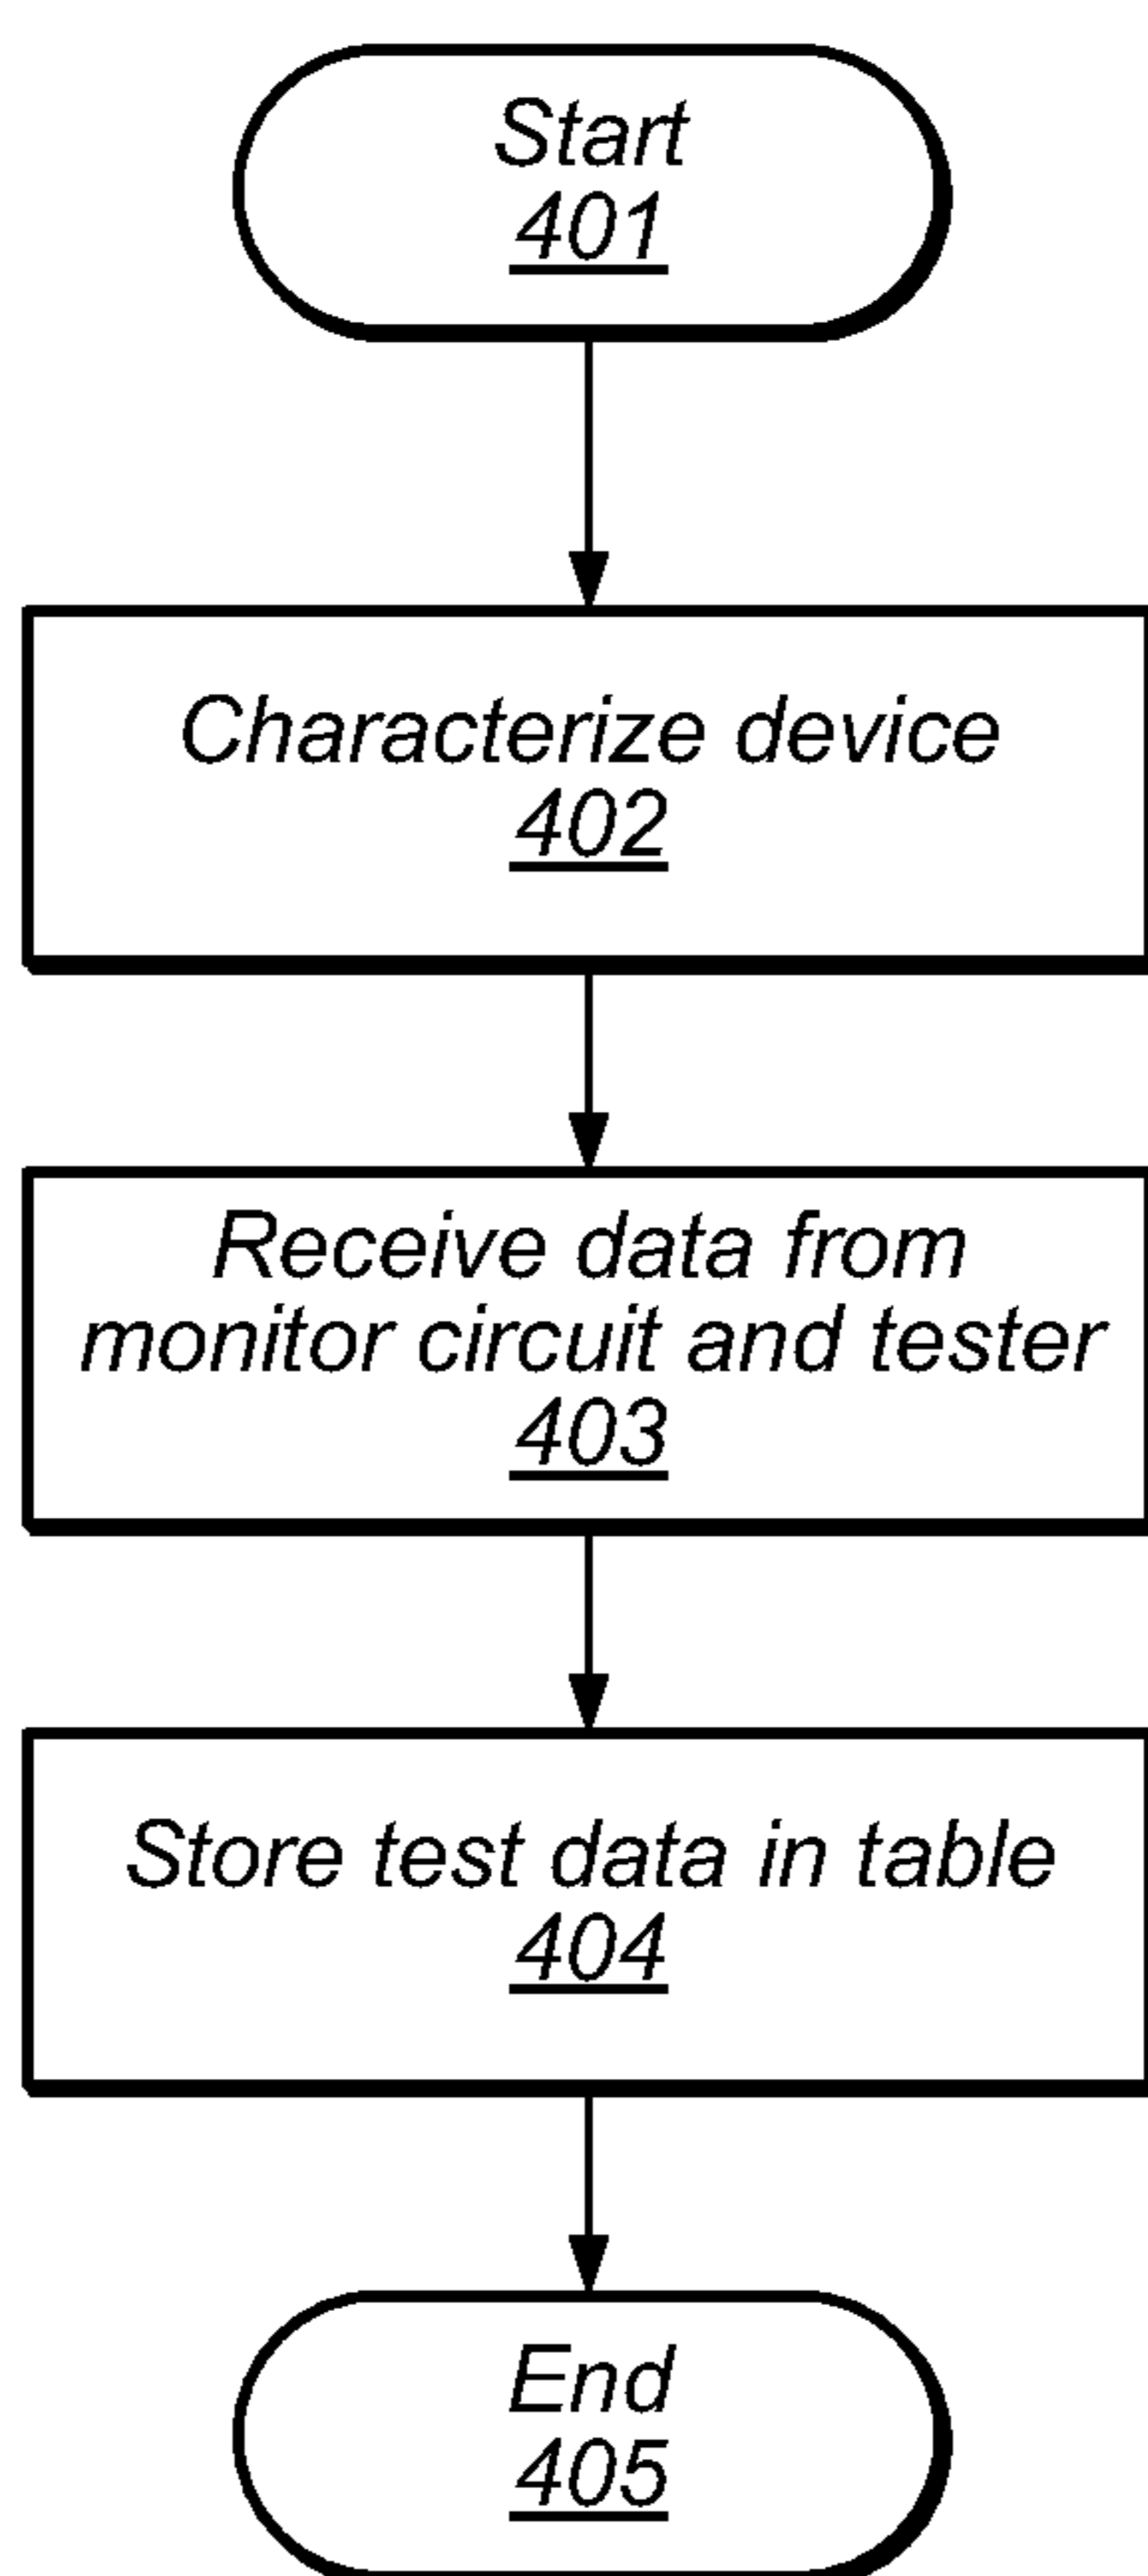 Start
401
Characterize device
402
Receive data from
monitor circuit and tester
403
Store test data in table
404
End
405